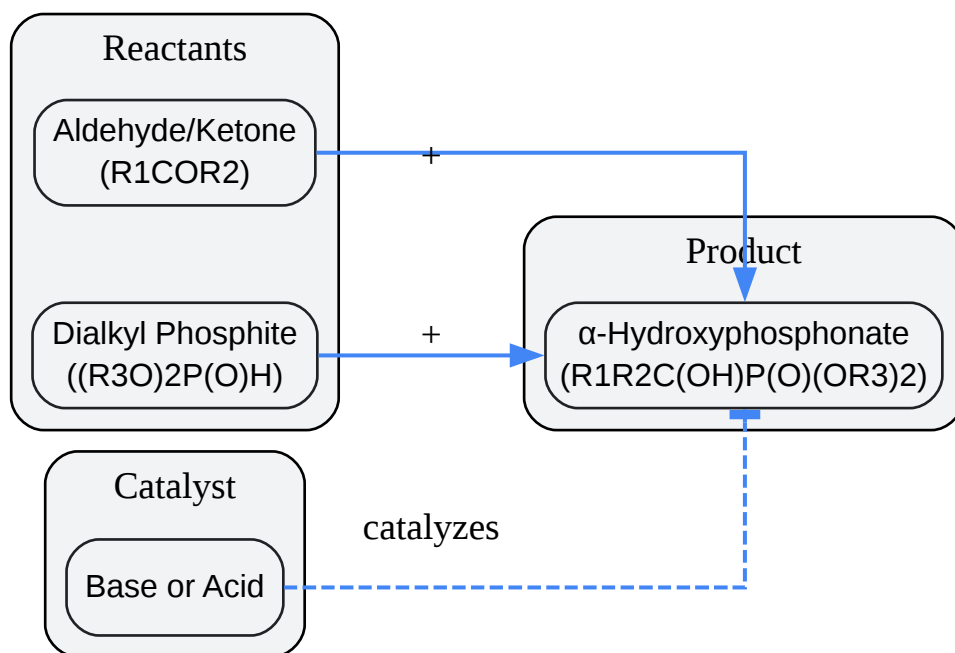 Reactants
Aldehyde/Ketone
(R1COR2)
+
Product
Dialkyl Phosphite
((R3O)2P(O)H)
+
α-Hydroxyphosphonate
(R1R2C(OH)P(O)(OR3)2)
Catalyst
catalyzes
Base or Acid